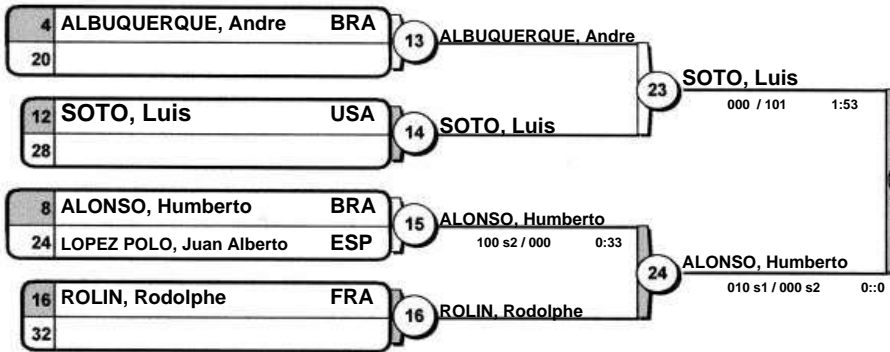 4 ALBUQUERQUE, Andre BRA
20
13 ALBUQUERQUE, Andre
12 SOTO, Luis USA
28
14 SOTO, Luis
23 SOTO, Luis
000 / 101 1:53
8 ALONSO, Humberto BRA
24 LOPEZ POLO, Juan Alberto ESP
15 ALONSO, Humberto
100 s2 / 000 0:33
16 ROLIN, Rodolphe FRA
32
16 ROLIN, Rodolphe
24 ALONSO, Humberto
010 s1 / 000 s2 0::0